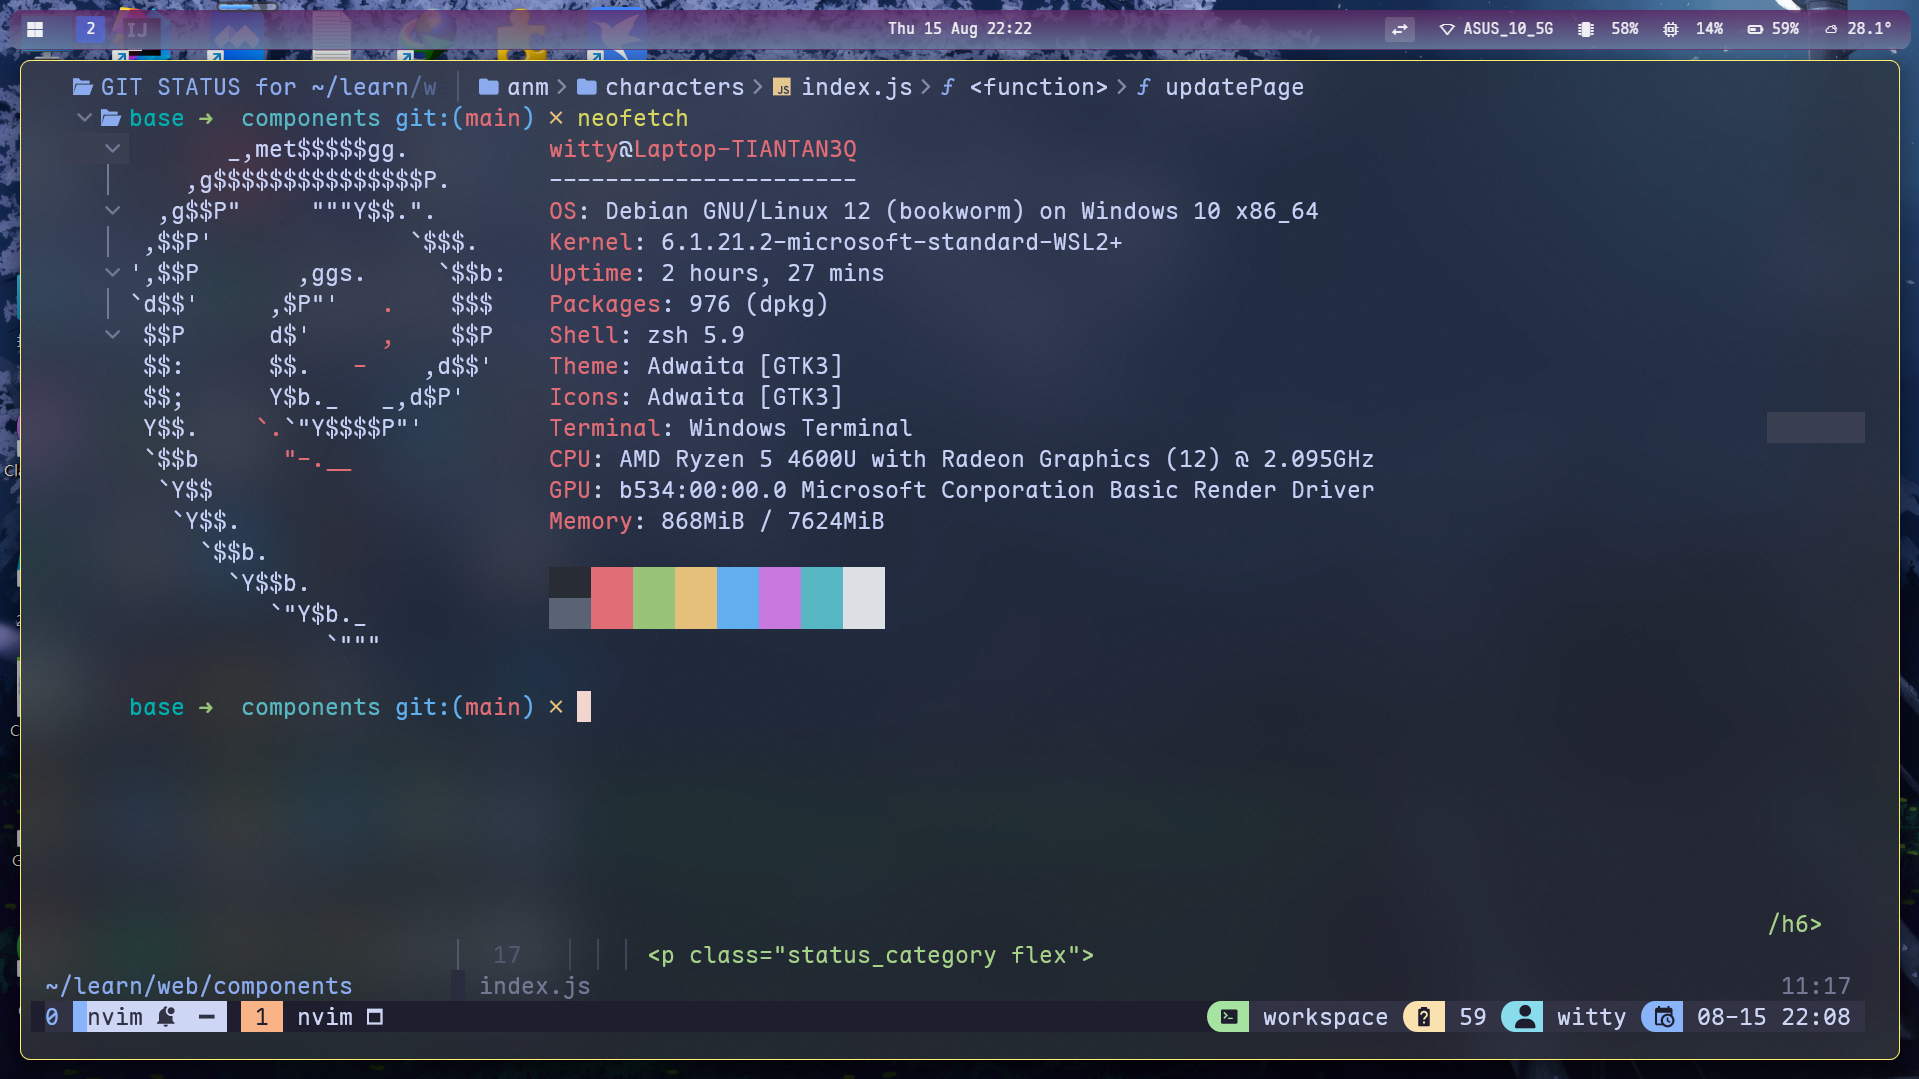 2 IJ Thu 15 Aug 22:22 ASUS_10_5G 58% 14% 59% 28.1°
GIT STATUS for ~/learn/w anm > characters > JS index.js > f <function> > f updatePage
base → components git:(main) × neofetch
_,met$$$$$gg. witty@Laptop-TIANTAN3Q
,g$$$$$$$$$$$$$$$P. ----------------------
,g$$P"     """Y$$.". OS: Debian GNU/Linux 12 (bookworm) on Windows 10 x86_64
,$$P'              `$$$. Kernel: 6.1.21.2-microsoft-standard-WSL2+
',$$P       ,ggs.     `$$b: Uptime: 2 hours, 27 mins
`d$$'     ,$P"'   .    $$$ Packages: 976 (dpkg)
$$P      d$'     ,    $$P Shell: zsh 5.9
$$:      $$.   -    ,d$$' Theme: Adwaita [GTK3]
$$;      Y$b._   _,d$P' Icons: Adwaita [GTK3]
Y$$.    `.`"Y$$$$P"' Terminal: Windows Terminal
`$$b      "-.__ CPU: AMD Ryzen 5 4600U with Radeon Graphics (12) @ 2.095GHz
`Y$$ GPU: b534:00:00.0 Microsoft Corporation Basic Render Driver
`Y$$. Memory: 868MiB / 7624MiB
`$$b.
`Y$$b.
`"Y$b._
`"""
base → components git:(main) ×
/h6>
17 <p class="status_category flex">
~/learn/web/components index.js 11:17
0 nvim - 1 nvim workspace 59 witty 08-15 22:08